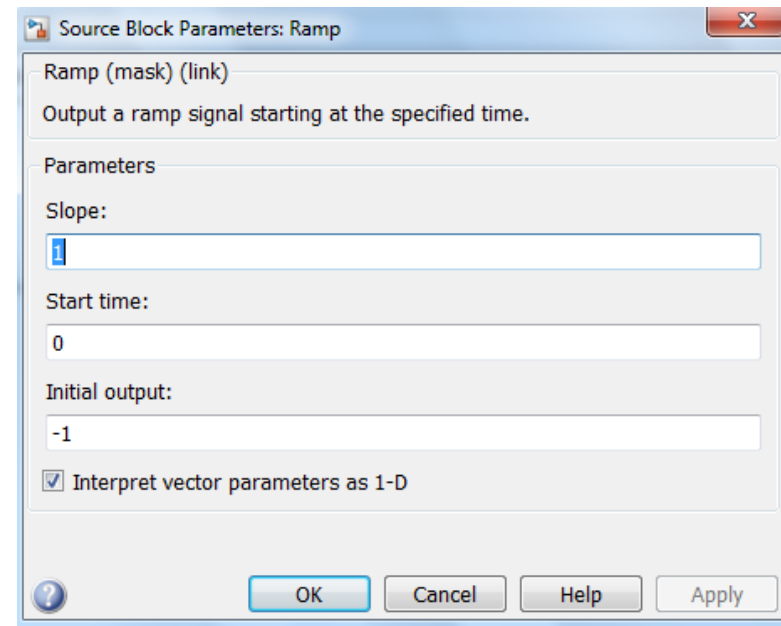 Source Block Parameters: Ramp
Ramp (mask) (link)
Output a ramp signal starting at the specified time.
Parameters
Slope:
1
Start time:
0
Initial output:
-1
Interpret vector parameters as 1-D
OK Cancel Help Apply